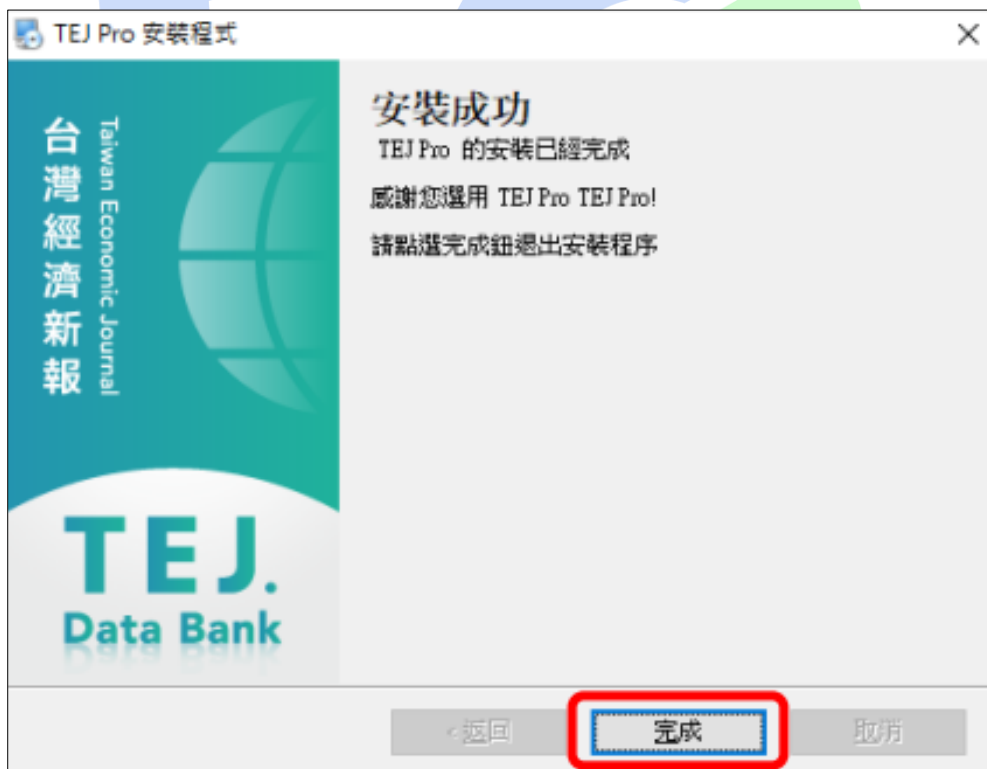 TEJ Pro 安裝程式
台灣經濟新報
Taiwan Economic Journal
TEJ.
Data Bank
安裝成功
TEJ Pro 的安裝已經完成
感謝您選用 TEJ Pro TEJ Pro!
請點選完成鈕退出安裝程序
<返回
完成
取消